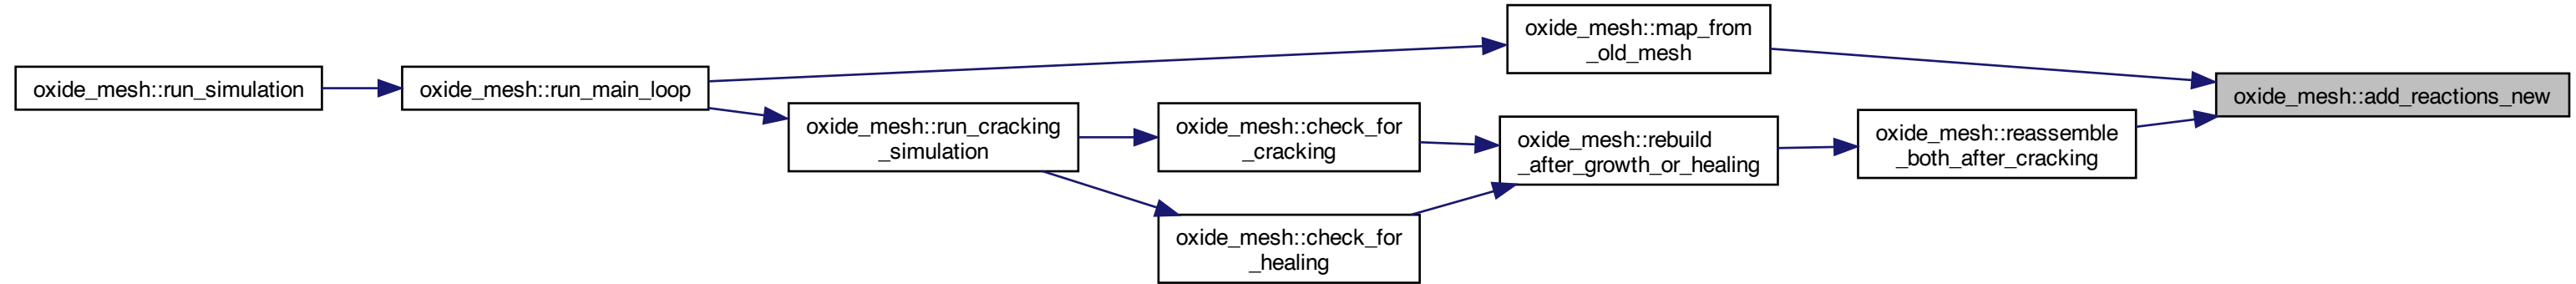 oxide_mesh::run_simulation
oxide_mesh::run_main_loop
oxide_mesh::map_from
_old_mesh
oxide_mesh::run_cracking
_simulation
oxide_mesh::check_for
_cracking
oxide_mesh::check_for
_healing
oxide_mesh::rebuild
_after_growth_or_healing
oxide_mesh::reassemble
_both_after_cracking
oxide_mesh::add_reactions_new